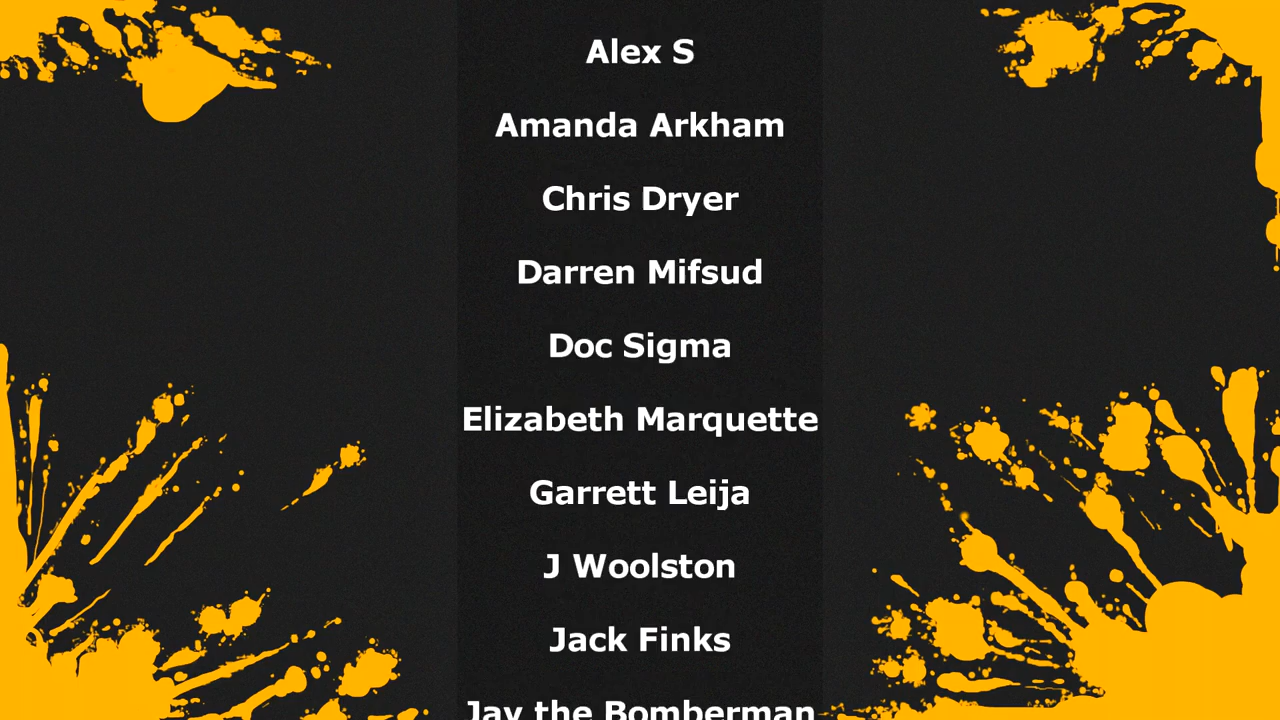 Alex S
Amanda Arkham
Chris Dryer
Darren Mifsud
Doc Sigma
Elizabeth Marquette
Garrett Leija
J Woolston
Jack Finks
Jay the Bomberman